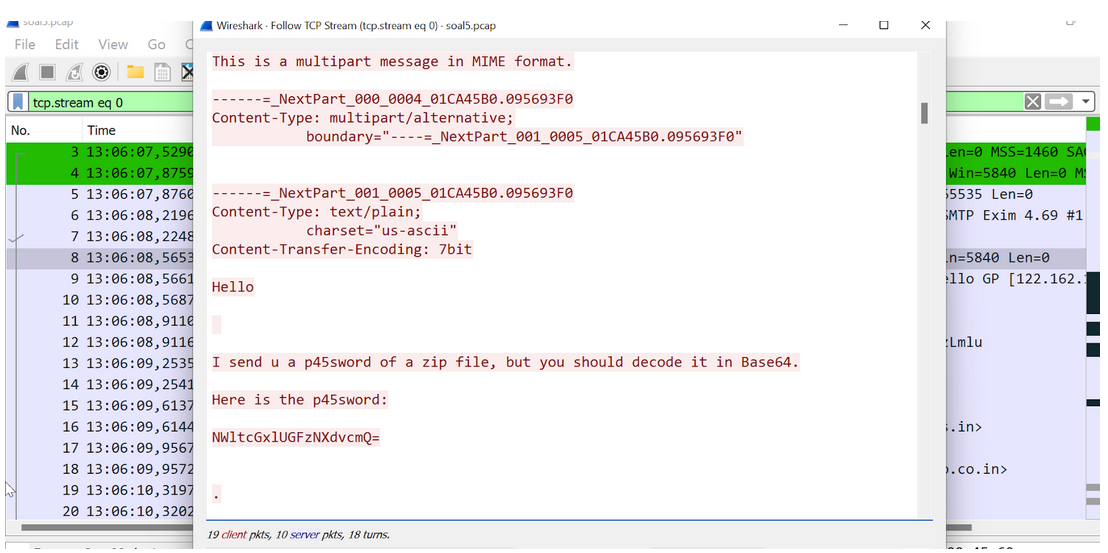 soal5.pcap
Wireshark · Follow TCP Stream (tcp.stream eq 0) · soal5.pcap
File Edit View Go
This is a multipart message in MIME format.
------=_NextPart_000_0004_01CA45B0.095693F0
Content-Type: multipart/alternative;
boundary="----=_NextPart_001_0005_01CA45B0.095693F0"
------=_NextPart_001_0005_01CA45B0.095693F0
Content-Type: text/plain;
charset="us-ascii"
Content-Transfer-Encoding: 7bit
Hello
I send u a p45sword of a zip file, but you should decode it in Base64.
Here is the p45sword:
NWltcGxlUGFzNXdvcmQ=
.
19 client pkts, 10 server pkts, 18 turns.
tcp.stream eq 0
No. Time
3 13:06:07,5290 Len=0 MSS=1460 SA
4 13:06:07,8759 Win=5840 Len=0 M
5 13:06:07,8760 65535 Len=0
6 13:06:08,2196 SMTP Exim 4.69 #1
7 13:06:08,2248
8 13:06:08,5653 n=5840 Len=0
9 13:06:08,5661 ello GP [122.162.
10 13:06:08,5687
11 13:06:08,9110
12 13:06:08,9116 zLmlu
13 13:06:09,2535
14 13:06:09,2541
15 13:06:09,6137
16 13:06:09,6144 s.in>
17 13:06:09,9567
18 13:06:09,9572 .co.in>
19 13:06:10,3197
20 13:06:10,3202